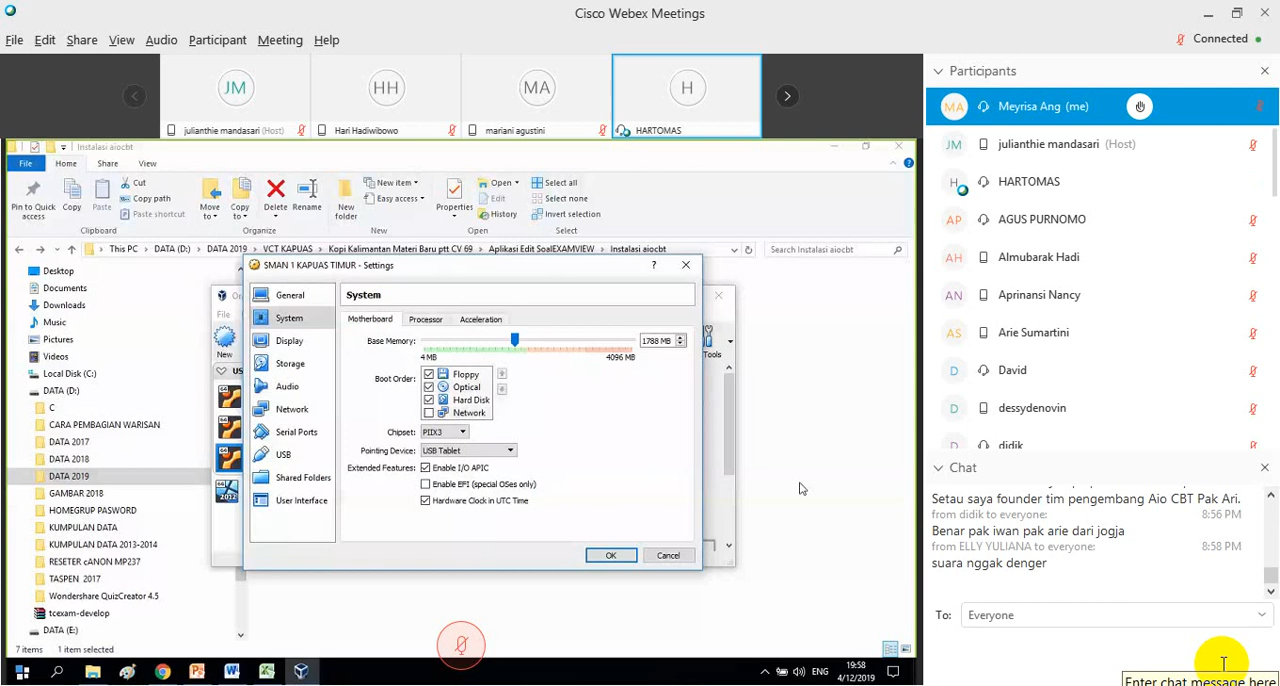 Cisco Webex Meetings
File Edit Share View Audio Participant Meeting Help
Connected
JM HH MA H
julianthie mandasari (Host) Hari Hadiwibowo mariani agustini HARTOMAS
Instalasi aiocbt
File Home Share View
Pin to Quick access
Copy
Paste
Cut
Copy path
Paste shortcut
Move to
Copy to
Delete
Rename
New folder
New item
Easy access
Properties
Open
Edit
History
Select all
Select none
Invert selection
Clipboard Organize New Open Select
This PC DATA (D:) DATA 2019 VCT KAPUAS Kopi Kalimantan Materi Baru ptt CV 69 Aplikasi Edit SoalEXAMVIEW Instalasi aiocbt
Search Instalasi aiocbt
Desktop
Documents
Downloads
Music
Pictures
Videos
Local Disk (C:)
DATA (D:)
C
CARA PEMBAGIAN WARISAN
DATA 2017
DATA 2018
DATA 2019
GAMBAR 2018
HOMEGRUP PASWORD
KUMPULAN DATA
KUMPULAN DATA 2013-2014
RESETER cANON MP237
TASPEN 2017
Wondershare QuizCreator 4.5
tcexam-develop
DATA (E:)
7 items 1 item selected
File
New
Tools
2012
SMAN 1 KAPUAS TIMUR - Settings
?
General
System
Display
Storage
Audio
Network
Serial Ports
USB
Shared Folders
User Interface
System
Motherboard Processor Acceleration
Base Memory: 1788 MB
4 MB 4096 MB
Boot Order: Floppy
Optical
Hard Disk
Network
Chipset: PIIX3
Pointing Device: USB Tablet
Extended Features: Enable I/O APIC
Enable EFI (special OSes only)
Hardware Clock in UTC Time
OK Cancel
ENG
19:58
4/12/2019
Participants
MA Meyrisa Ang (me)
JM julianthie mandasari (Host)
H HARTOMAS
AP AGUS PURNOMO
AH Almubarak Hadi
AN Aprinansi Nancy
AS Arie Sumartini
D David
D dessydenovin
D didik
Chat
Setau saya founder tim pengembang Aio CBT Pak Ari.
from didik to everyone: 8:56 PM
Benar pak iwan pak arie dari jogja
from ELLY YULIANA to everyone: 8:58 PM
suara nggak denger
To: Everyone
Enter chat message here